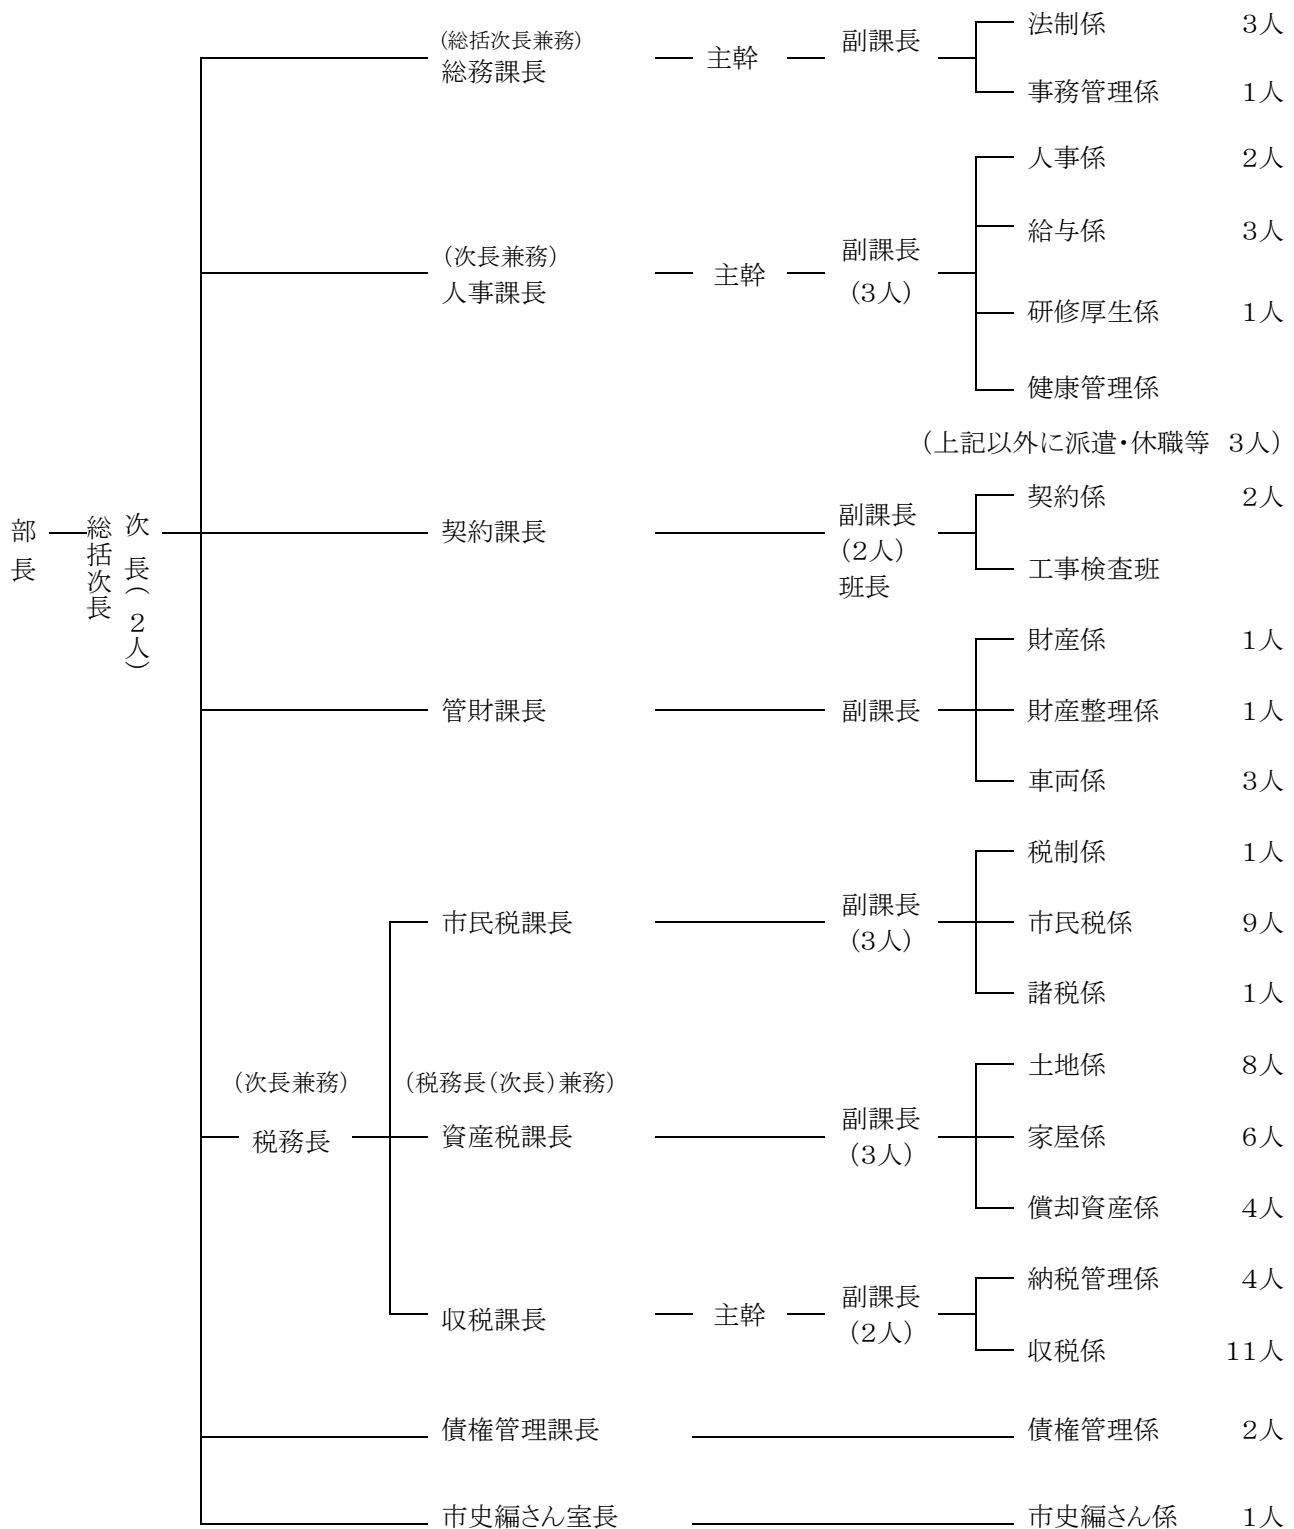 部長
総括次長
次長(2人)
(総括次長兼務)
総務課長
主幹
副課長
法制係 3人
事務管理係 1人
(次長兼務)
人事課長
主幹
副課長
(3人)
人事係 2人
給与係 3人
研修厚生係 1人
健康管理係
(上記以外に派遣・休職等 3人)
契約課長
副課長
(2人)
班長
契約係 2人
工事検査班
管財課長
副課長
財産係 1人
財産整理係 1人
車両係 3人
(次長兼務)
税務長
市民税課長
副課長
(3人)
税制係 1人
市民税係 9人
諸税係 1人
(税務長(次長)兼務)
資産税課長
副課長
(3人)
土地係 8人
家屋係 6人
償却資産係 4人
収税課長
主幹
副課長
(2人)
納税管理係 4人
収税係 11人
債権管理課長
債権管理係 2人
市史編さん室長
市史編さん係 1人